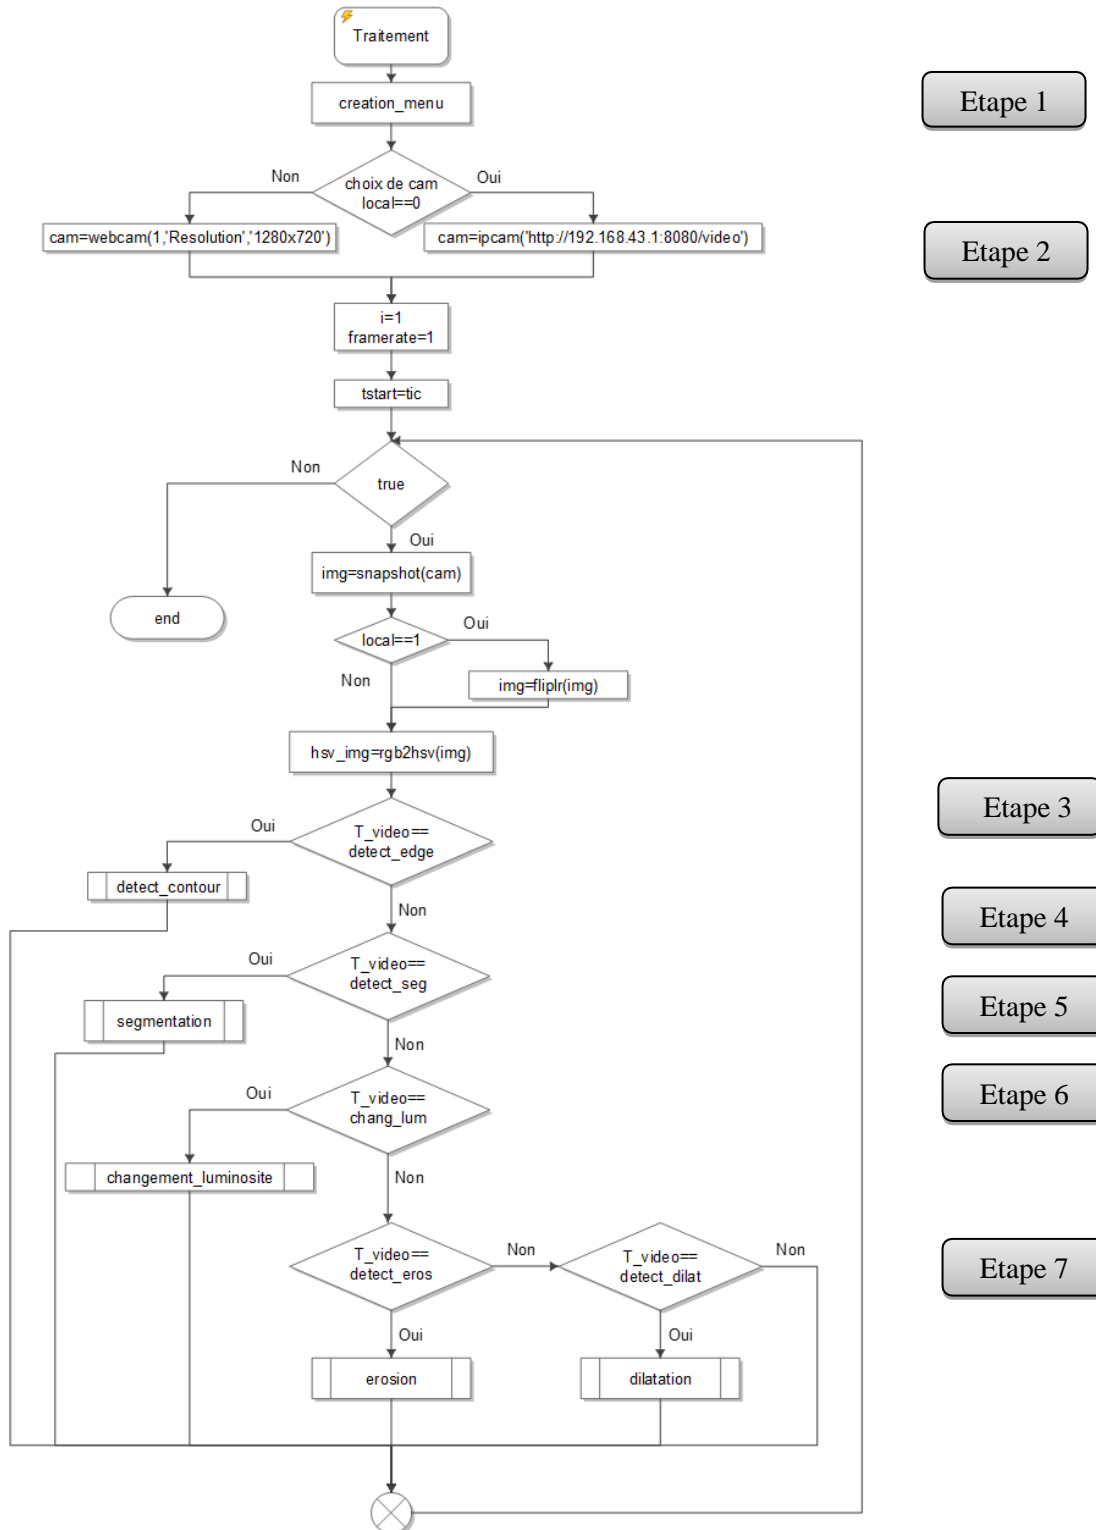 Traitement
creation_menu
Etape 1
choix de cam
local==0
Non
Oui
cam=webcam(1,'Resolution','1280x720')
cam=ipcam('http://192.168.43.1:8080/video')
Etape 2
i=1
framerate=1
tstart=tic
true
Non
Oui
end
img=snapshot(cam)
local==1
Oui
Non
img=fliplr(img)
hsv_img=rgb2hsv(img)
Etape 3
T_video==
detect_edge
Oui
detect_contour
Non
Etape 4
T_video==
detect_seg
Oui
segmentation
Etape 5
Non
T_video==
chang_lum
Oui
Etape 6
changement_luminosite
Non
T_video==
detect_eros
Non
T_video==
detect_dilat
Non
Etape 7
Oui
Oui
erosion
dilatation